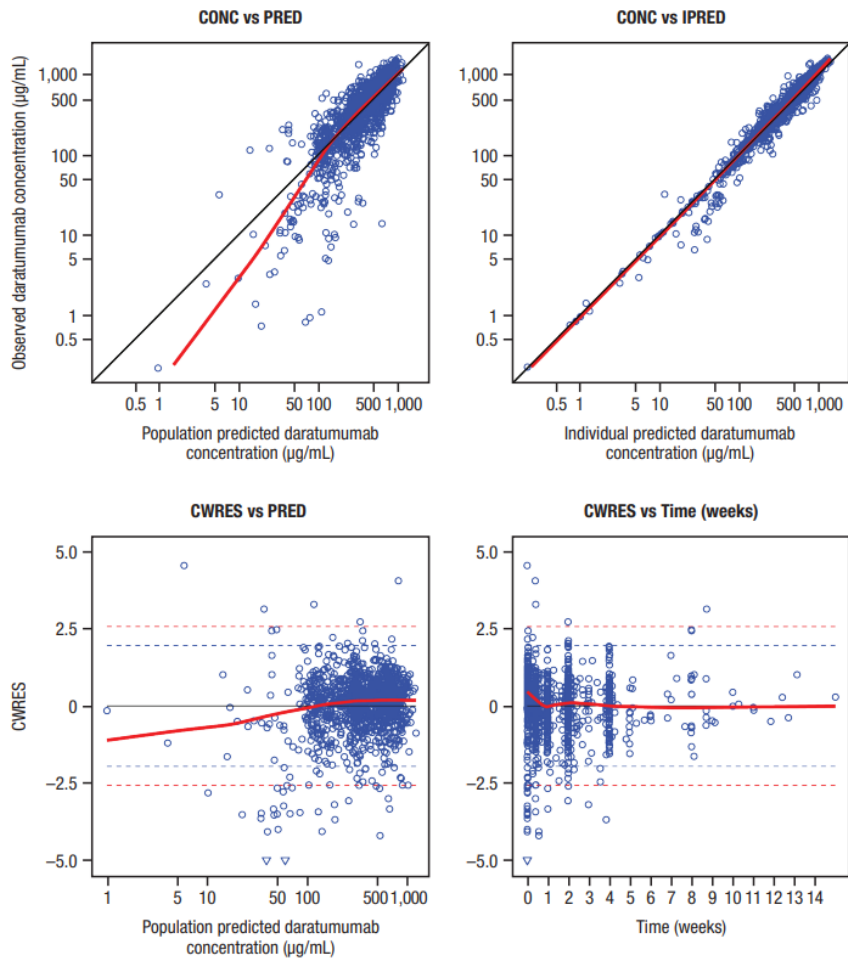 CONC vs PRED
Observed daratumumab concentration (µg/mL)
1,000
500
100
50
10
5
1
0.5
0.5 1 5 10 50 100 500 1,000
Population predicted daratumumab
concentration (µg/mL)
CONC vs IPRED
1,000
500
100
50
10
5
1
0.5
0.5 1 5 10 50 100 500 1,000
Individual predicted daratumumab
concentration (µg/mL)
CWRES vs PRED
CWRES
5.0
2.5
0
−2.5
−5.0
1 5 10 50 100 500 1,000
Population predicted daratumumab
concentration (µg/mL)
CWRES vs Time (weeks)
5.0
2.5
0
−2.5
−5.0
0 1 2 3 4 5 6 7 8 9 10 11 12 13 14
Time (weeks)